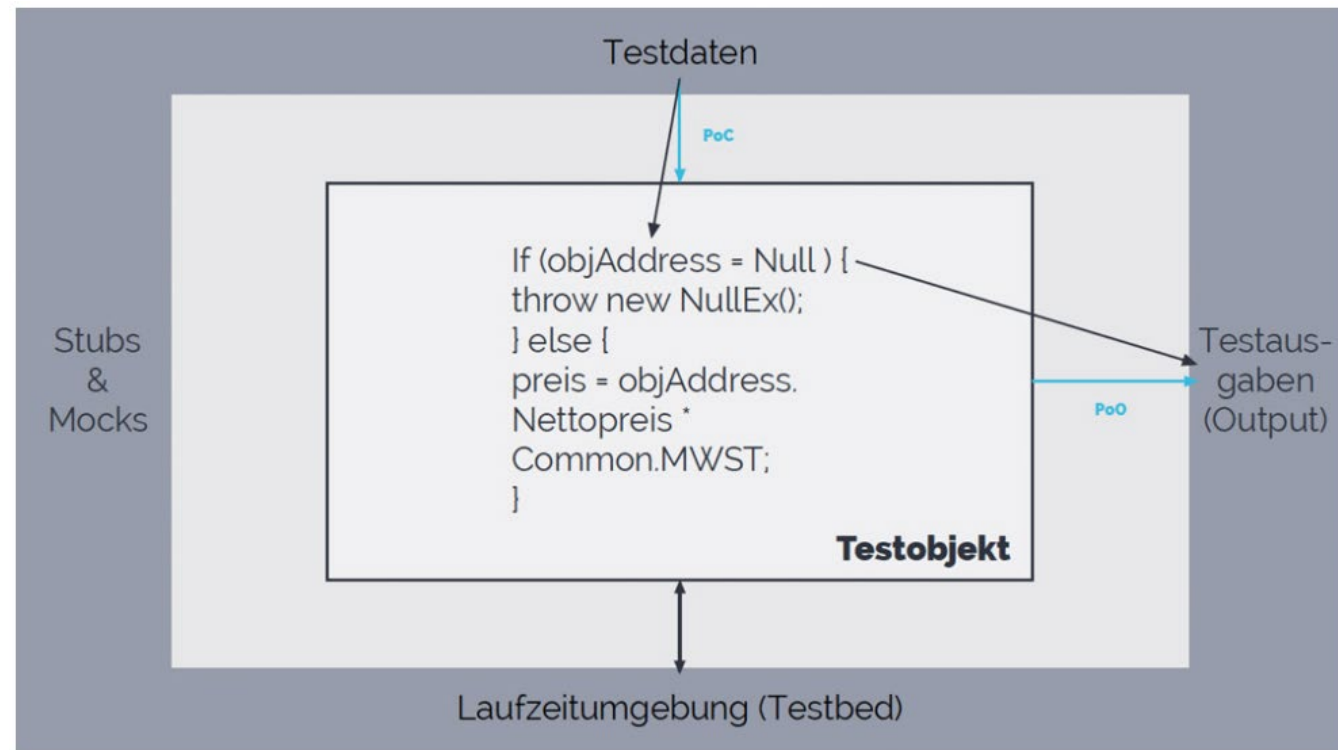 Testdaten
PoC
If (objAddress = Null ) {
throw new NullEx();
} else {
preis = objAddress.
Nettopreis *
Common.MWST;
}
Testobjekt
Stubs
&
Mocks
PoO
Testaus-
gaben
(Output)
Laufzeitumgebung (Testbed)